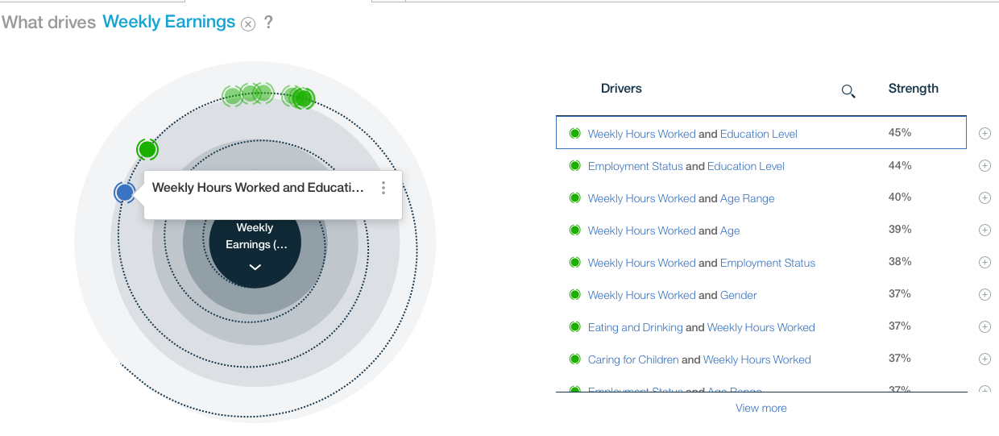 What drives Weekly Earnings ?
Drivers Strength
Weekly Hours Worked and Education Level 45%
Employment Status and Education Level 44%
Weekly Hours Worked and Age Range 40%
Weekly Hours Worked and Age 39%
Weekly Hours Worked and Employment Status 38%
Weekly Hours Worked and Gender 37%
Eating and Drinking and Weekly Hours Worked 37%
Caring for Children and Weekly Hours Worked 37%
Employment Status and Age Range 37%
View more
Weekly Hours Worked and Educati...
Weekly
Earnings (...